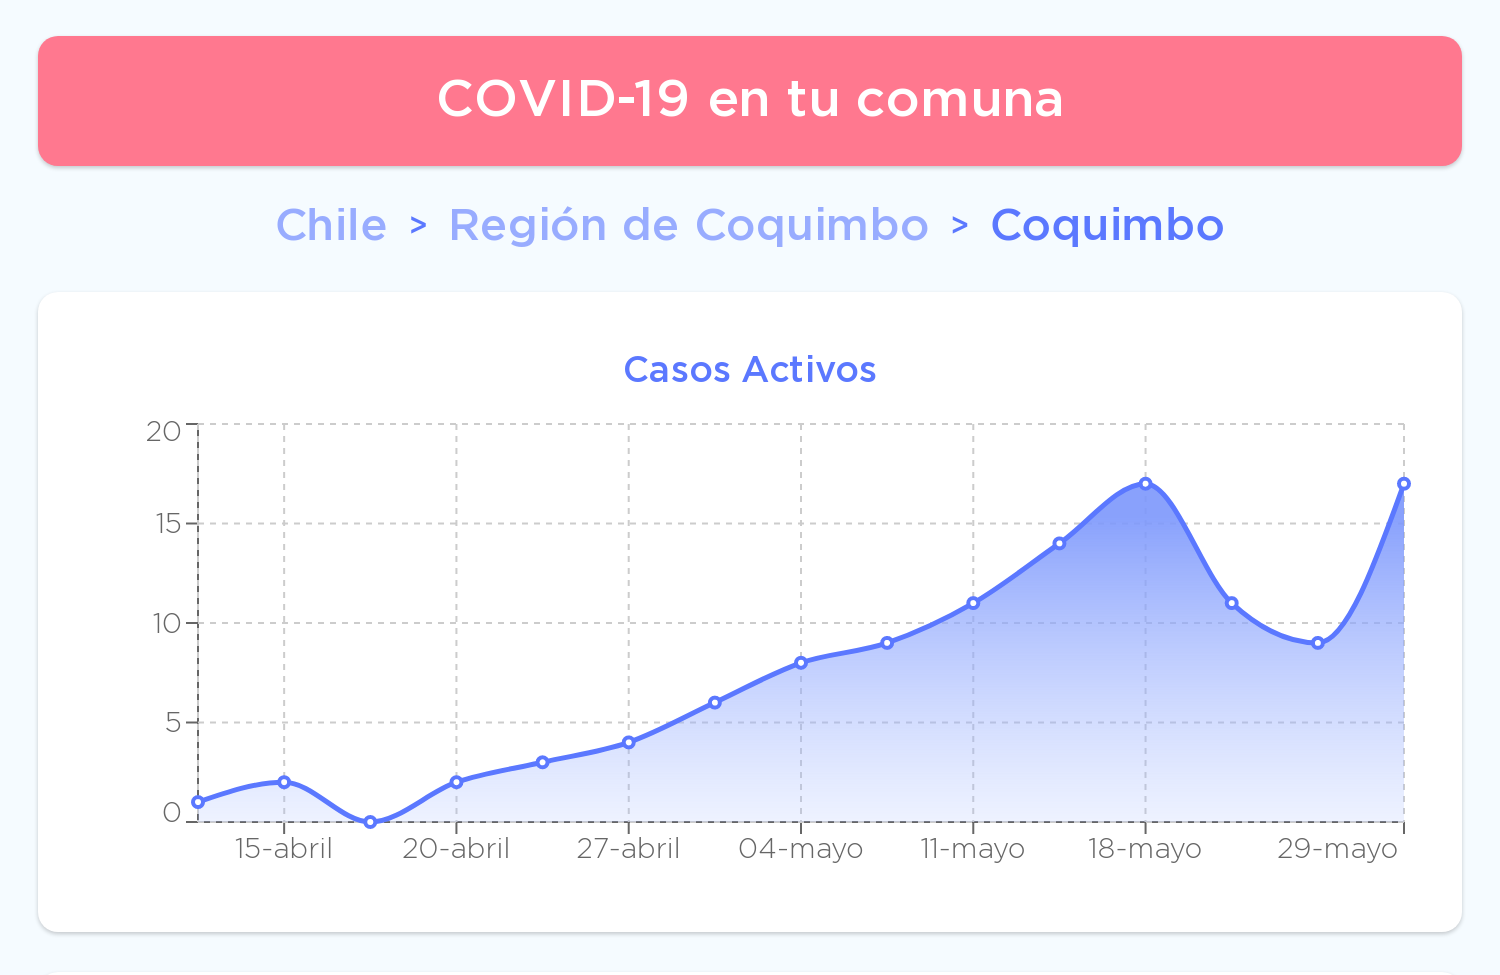 COVID-19 en tu comuna
Chile > Región de Coquimbo > Coquimbo
Casos Activos
20
15
10
5
0
15-abril 20-abril 27-abril 04-mayo 11-mayo 18-mayo 29-mayo